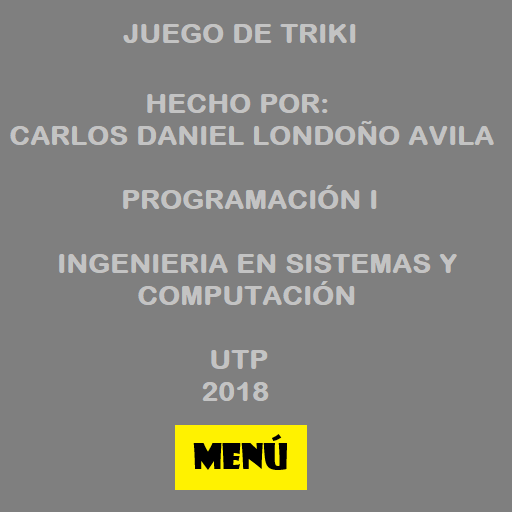 JUEGO DE TRIKI
HECHO POR:
CARLOS DANIEL LONDOÑO AVILA
PROGRAMACIÓN I
INGENIERIA EN SISTEMAS Y
COMPUTACIÓN
UTP
2018
MENÚ